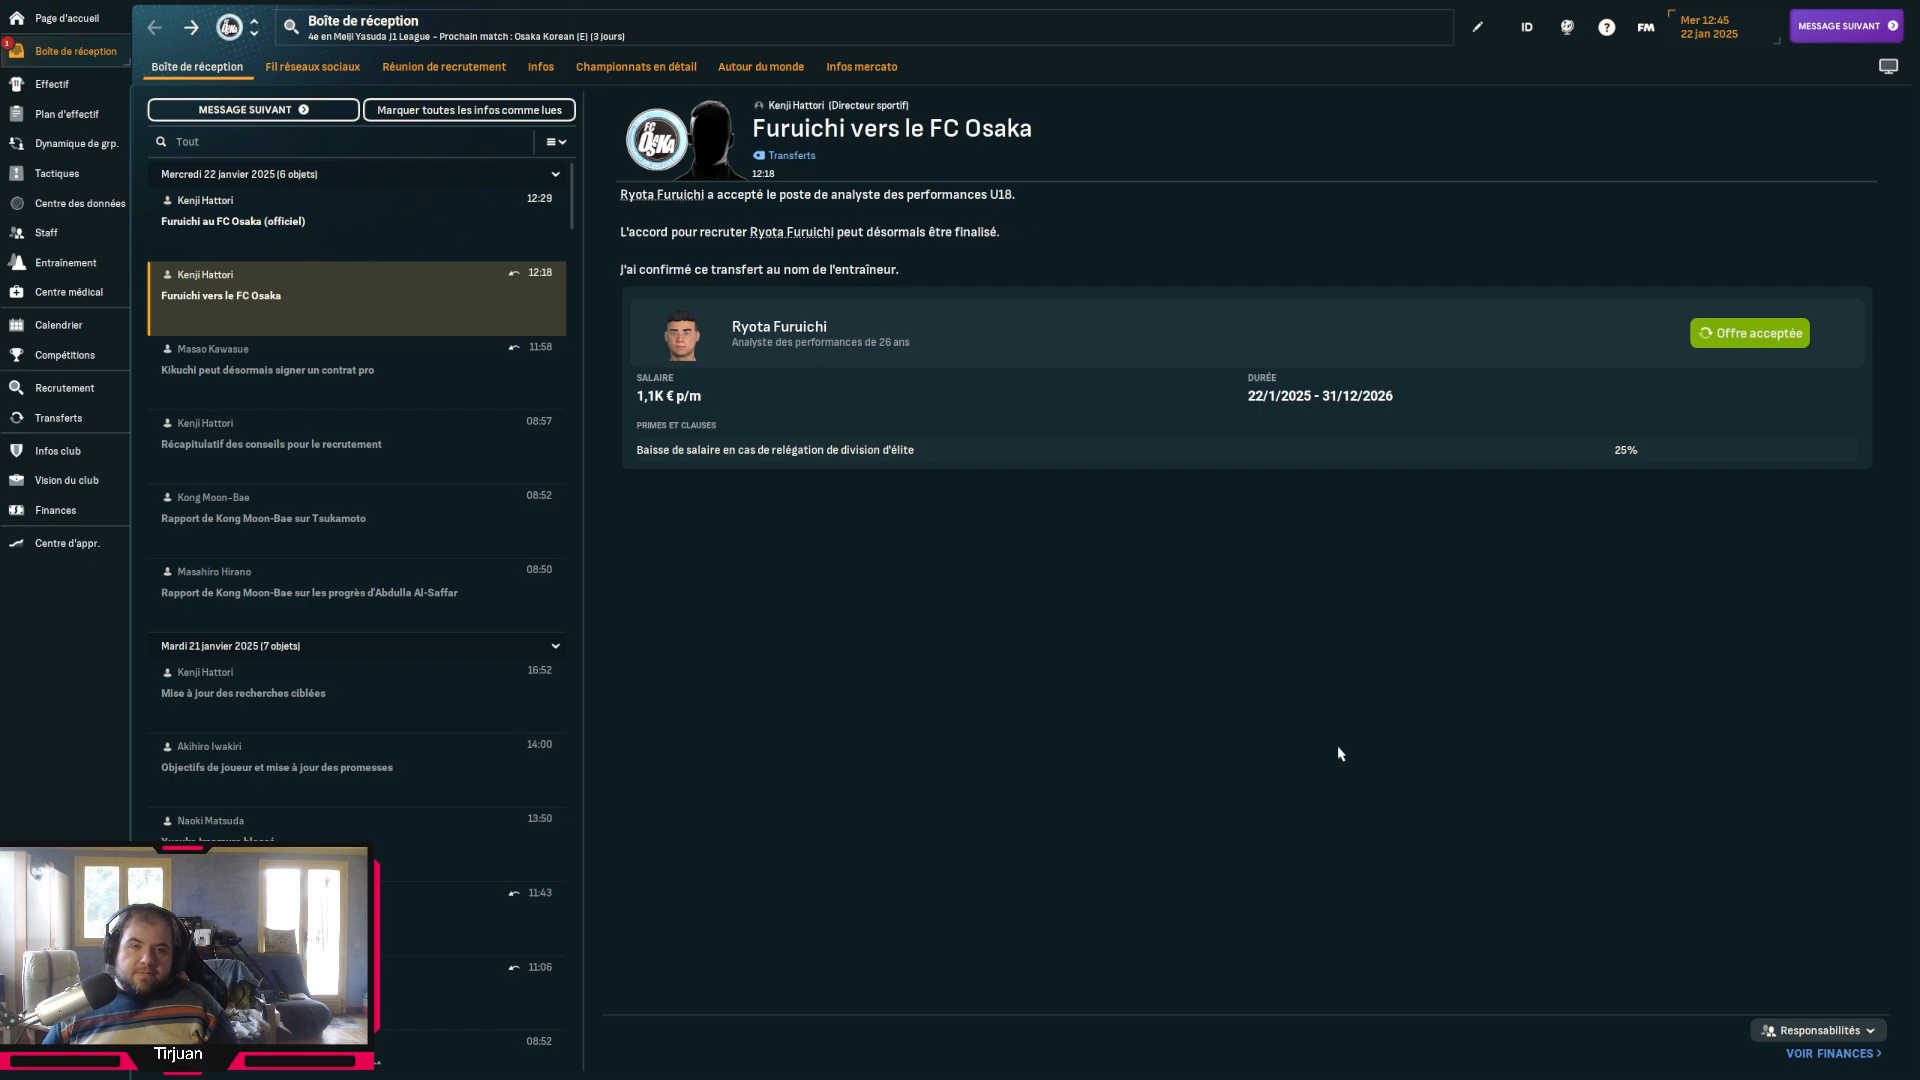 Page d'accueil
Boîte de réception
Effectif
Plan d'effectif
Dynamique de grp.
Tactiques
Centre des données
Staff
Entraînement
Centre médical
Calendrier
Compétitions
Recrutement
Transferts
Infos club
Vision du club
Finances
Centre d'appr.
1
Boîte de réception
4e en Meiji Yasuda J1 League - Prochain match : Osaka Korean (E) (3 jours)
ID
FM
Mer 12:45
22 jan 2025
MESSAGE SUIVANT
Boîte de réception
Fil réseaux sociaux
Réunion de recrutement
Infos
Championnats en détail
Autour du monde
Infos mercato
MESSAGE SUIVANT
Marquer toutes les infos comme lues
Tout
Mercredi 22 janvier 2025 (6 objets)
Kenji Hattori 12:29
Furuichi au FC Osaka (officiel)
Kenji Hattori 12:18
Furuichi vers le FC Osaka
Masao Kawasue 11:58
Kikuchi peut désormais signer un contrat pro
Kenji Hattori 08:57
Récapitulatif des conseils pour le recrutement
Kong Moon-Bae 08:52
Rapport de Kong Moon-Bae sur Tsukamoto
Masahiro Hirano 08:50
Rapport de Kong Moon-Bae sur les progrès d'Abdulla Al-Saffar
Mardi 21 janvier 2025 (7 objets)
Kenji Hattori 16:52
Mise à jour des recherches ciblées
Akihiro Iwakiri 14:00
Objectifs de joueur et mise à jour des promesses
Naoki Matsuda 13:50
11:43
11:06
08:52
Tirjuan
FC
OSAKA
Kenji Hattori (Directeur sportif)
Furuichi vers le FC Osaka
Transferts
12:18
Ryota Furuichi a accepté le poste de analyste des performances U18.
L'accord pour recruter Ryota Furuichi peut désormais être finalisé.
J'ai confirmé ce transfert au nom de l'entraîneur.
Ryota Furuichi
Analyste des performances de 26 ans
Offre acceptée
SALAIRE
1,1K € p/m
DURÉE
22/1/2025 - 31/12/2026
PRIMES ET CLAUSES
Baisse de salaire en cas de relégation de division d'élite 25%
Responsabilités
VOIR FINANCES